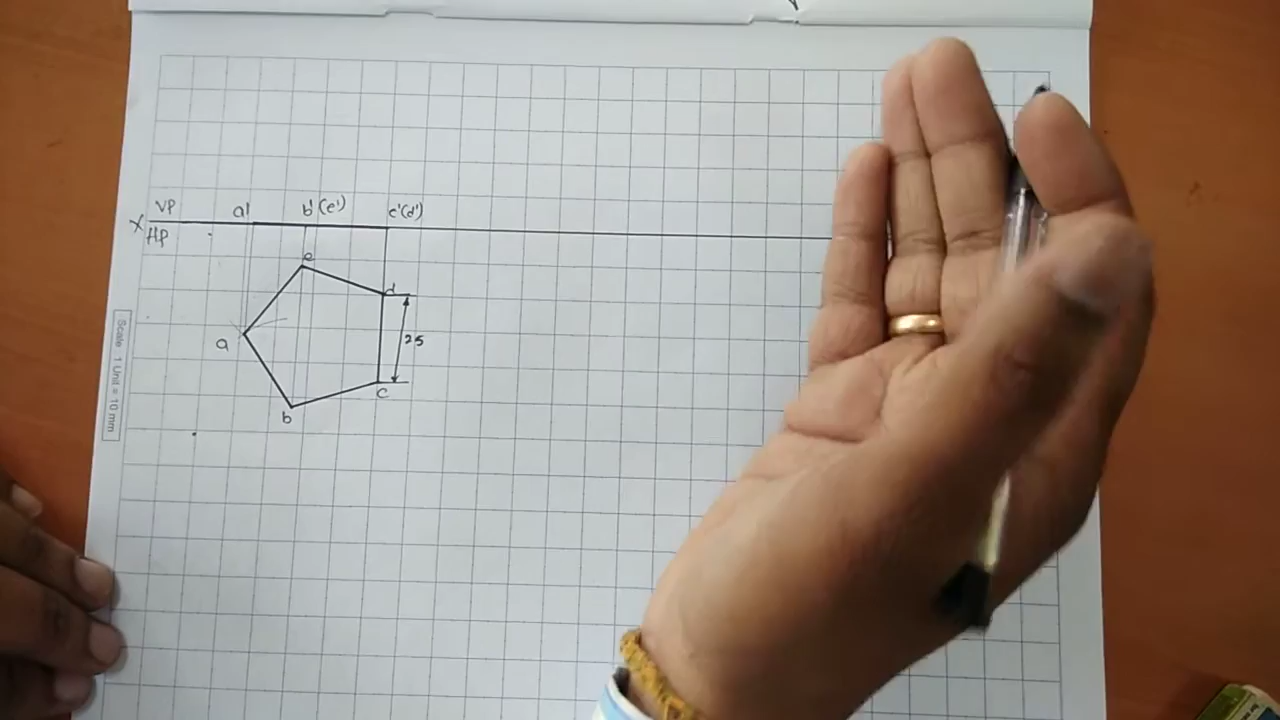 VP a' b'(e') c'(d')
X
HP
e
d
25
a
c
b
Scale 1 Unit = 10 mm